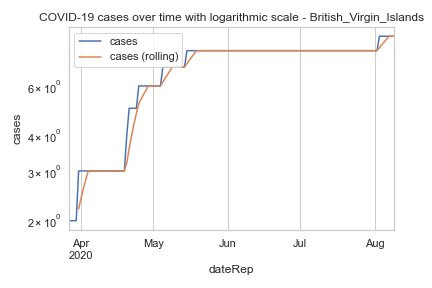 COVID-19 cases over time with logarithmic scale - British_Virgin_Islands
cases
cases (rolling)
6 × 10⁰
4 × 10⁰
3 × 10⁰
2 × 10⁰
cases
Apr
2020
May
Jun
Jul
Aug
dateRep